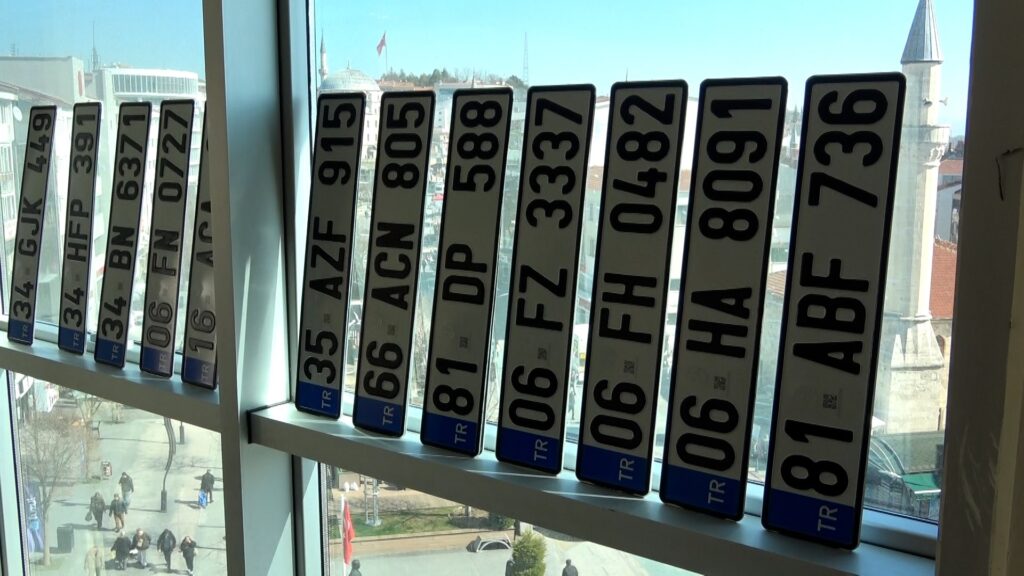 TR 34 GJK 449
TR 34 HFP 391
TR 34 BN 6371
TR 06 FN 0727
TR 16
TR 35 AZF 915
TR 66 ACN 805
TR 81 DP 588
TR 06 FZ 3337
TR 06 FH 0482
TR 06 HA 8091
TR 81 ABF 736